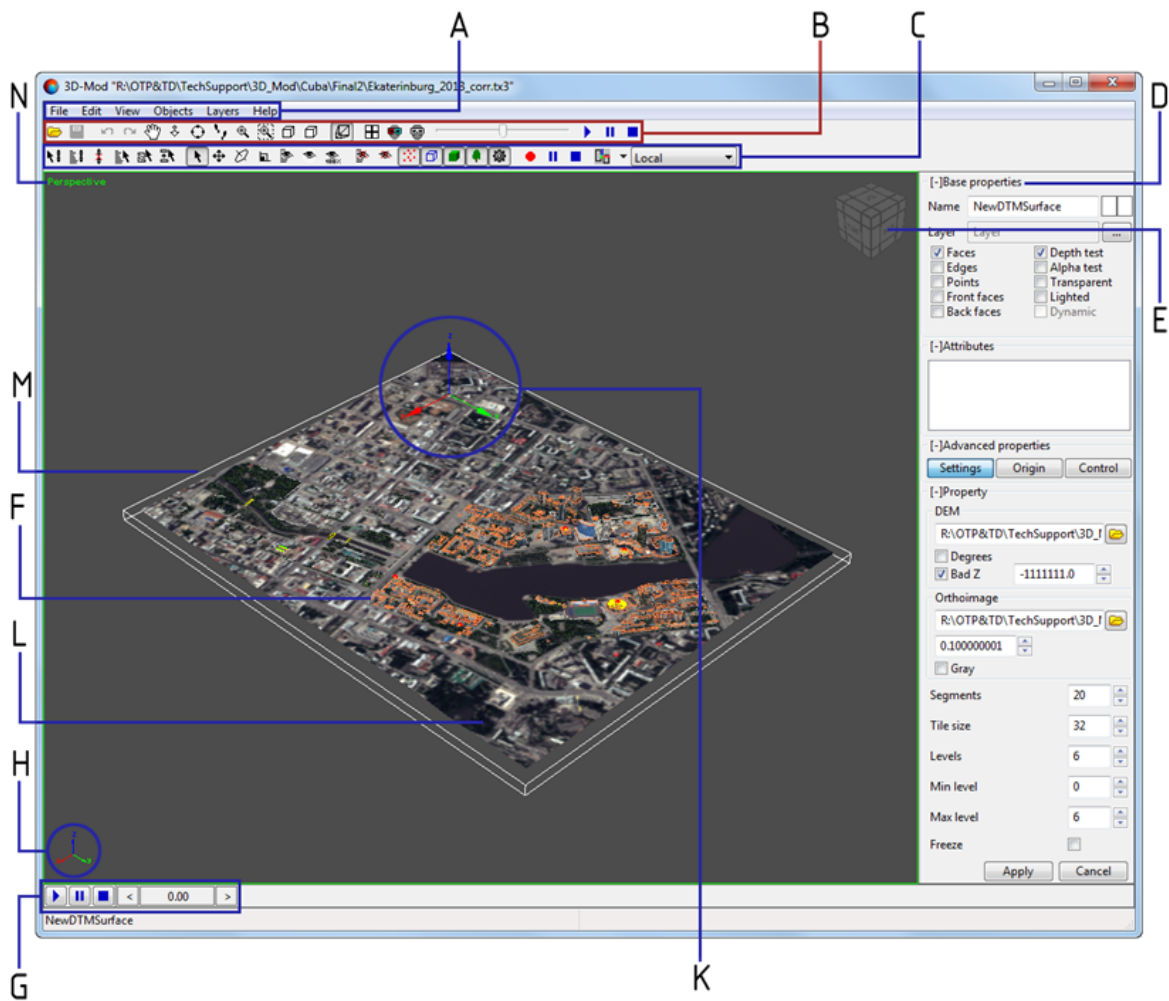 A
B
C
N
3D-Mod "R:\OTP&TD\TechSupport\3D_Mod\Cuba\Final2\Ekaterinburg_2013_corr.tx3"
D
File Edit View Objects Layers Help
Local
Perspective
[-]Base properties
Name NewDTMSurface
Layer Layer ...
Faces Depth test
Edges Alpha test
Points Transparent
Front faces Lighted
Back faces Dynamic
E
z
[-]Attributes
M
[-]Advanced properties
Settings Origin Control
[-]Property
DEM
F
R:\OTP&TD\TechSupport\3D_I
Degrees
Bad Z -1111111.0
Orthoimage
R:\OTP&TD\TechSupport\3D_I
L
0.100000001
Gray
Segments 20
Tile size 32
Levels 6
H
Min level 0
Max level 6
z
Freeze
Apply Cancel
< 0.00 >
NewDTMSurface
G
K